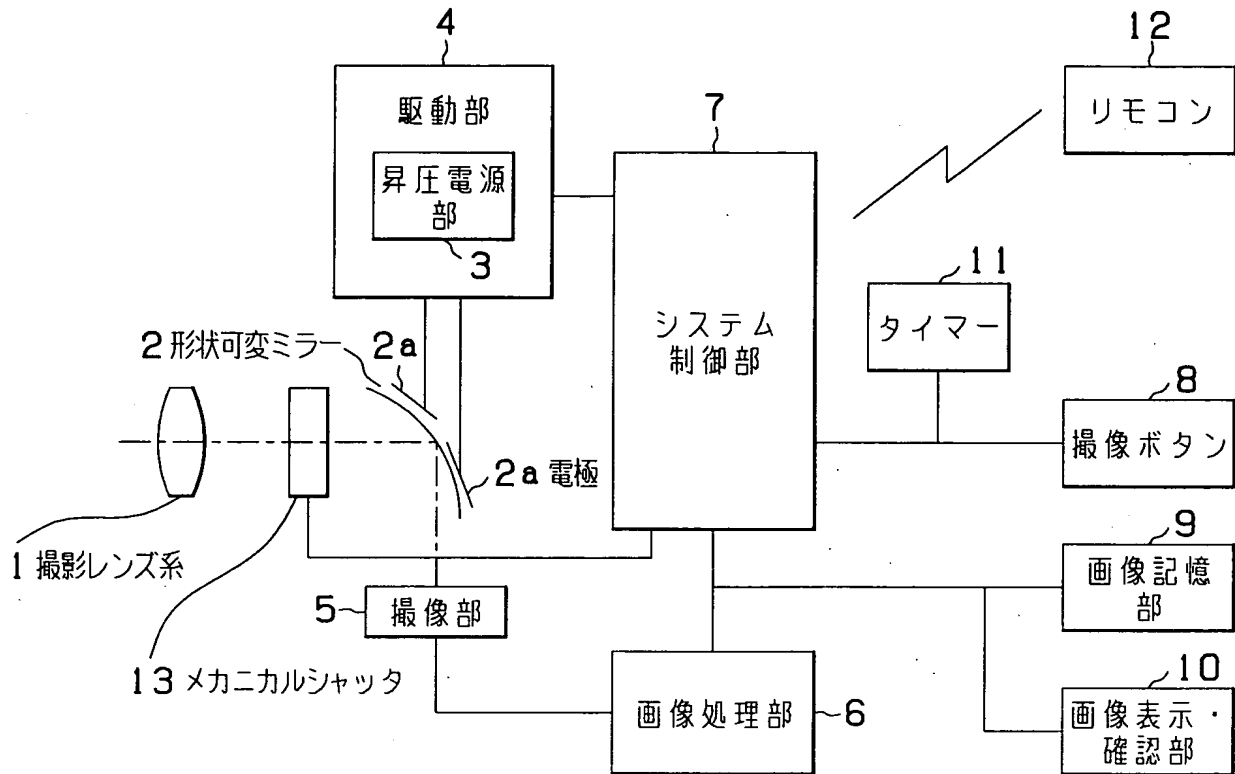 4
駆動部
昇圧電源
部
3
12
リモコン
7
システム
制御部
11
タイマー
2 形状可変ミラー
2a
8
撮像ボタン
2a 電極
1 撮影レンズ系
9
画像記憶
部
5
撮像部
13 メカニカルシャッタ
10
画像処理部
6
画像表示・
確認部